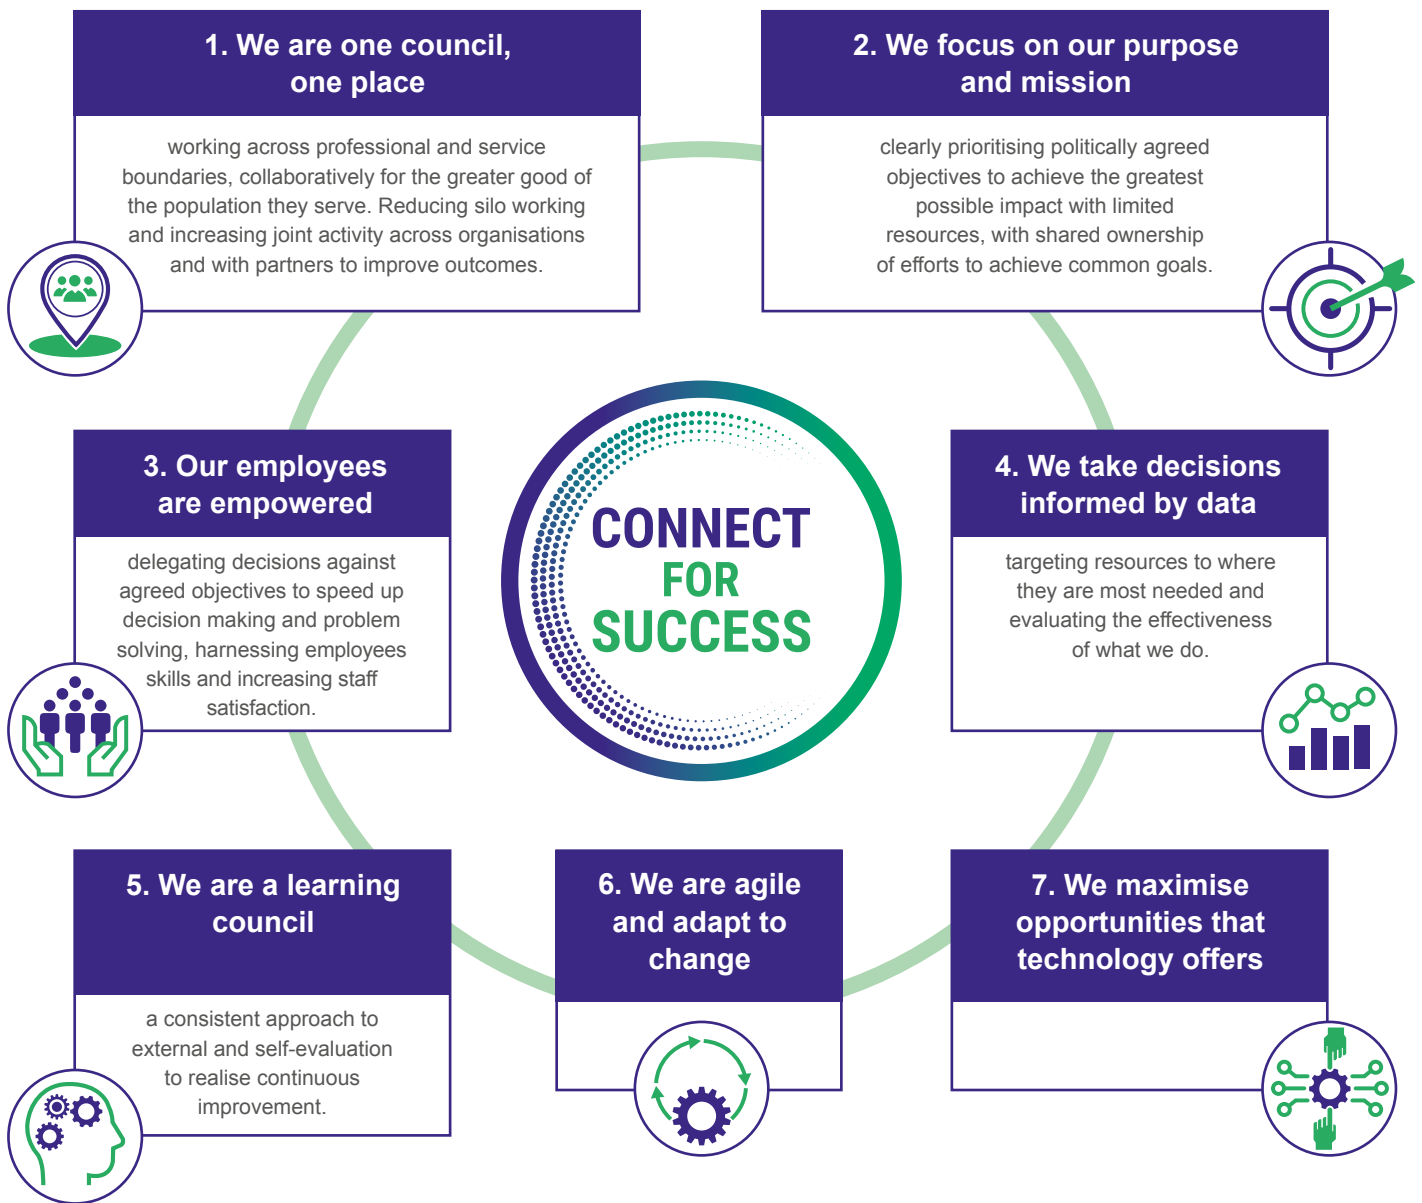 1. We are one council,
one place
working across professional and service
boundaries, collaboratively for the greater good of
the population they serve. Reducing silo working
and increasing joint activity across organisations
and with partners to improve outcomes.
2. We focus on our purpose
and mission
clearly prioritising politically agreed
objectives to achieve the greatest
possible impact with limited
resources, with shared ownership
of efforts to achieve common goals.
3. Our employees
are empowered
delegating decisions against
agreed objectives to speed up
decision making and problem
solving, harnessing employees
skills and increasing staff
satisfaction.
CONNECT
FOR
SUCCESS
4. We take decisions
informed by data
targeting resources to where
they are most needed and
evaluating the effectiveness
of what we do.
5. We are a learning
council
a consistent approach to
external and self-evaluation
to realise continuous
improvement.
6. We are agile
and adapt to
change
7. We maximise
opportunities that
technology offers